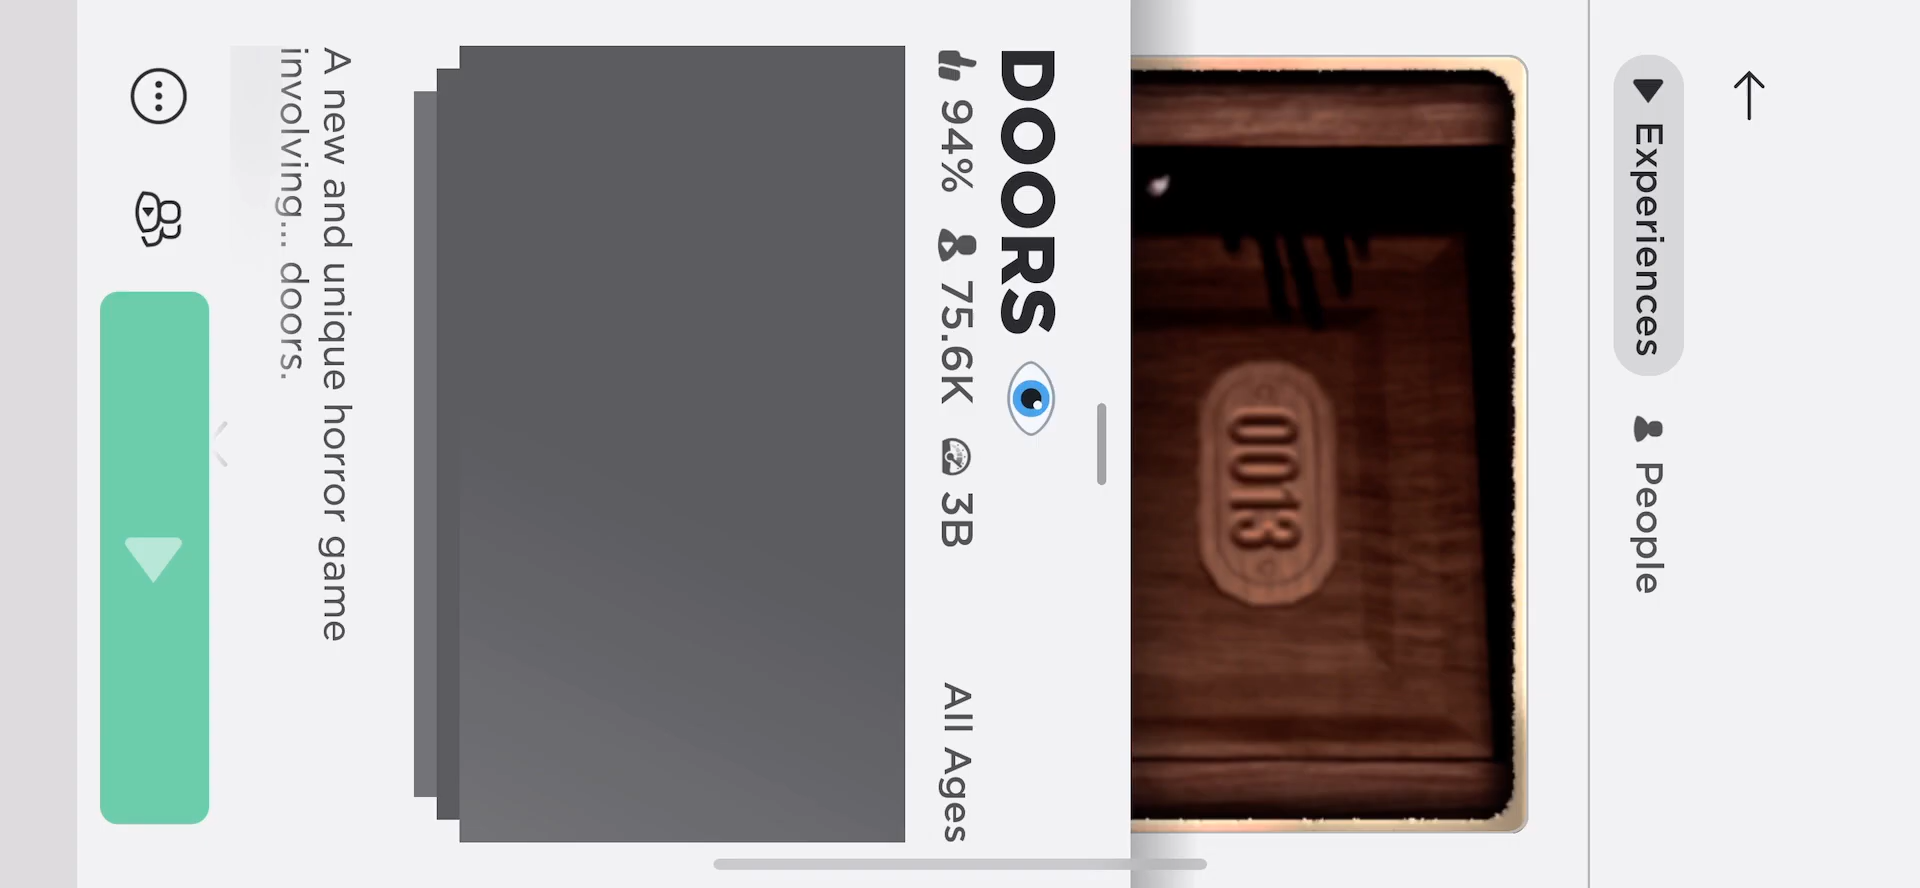 Experiences People
0013
DOORS
94% 75.6K 3B All Ages
A new and unique horror game
involving... doors.